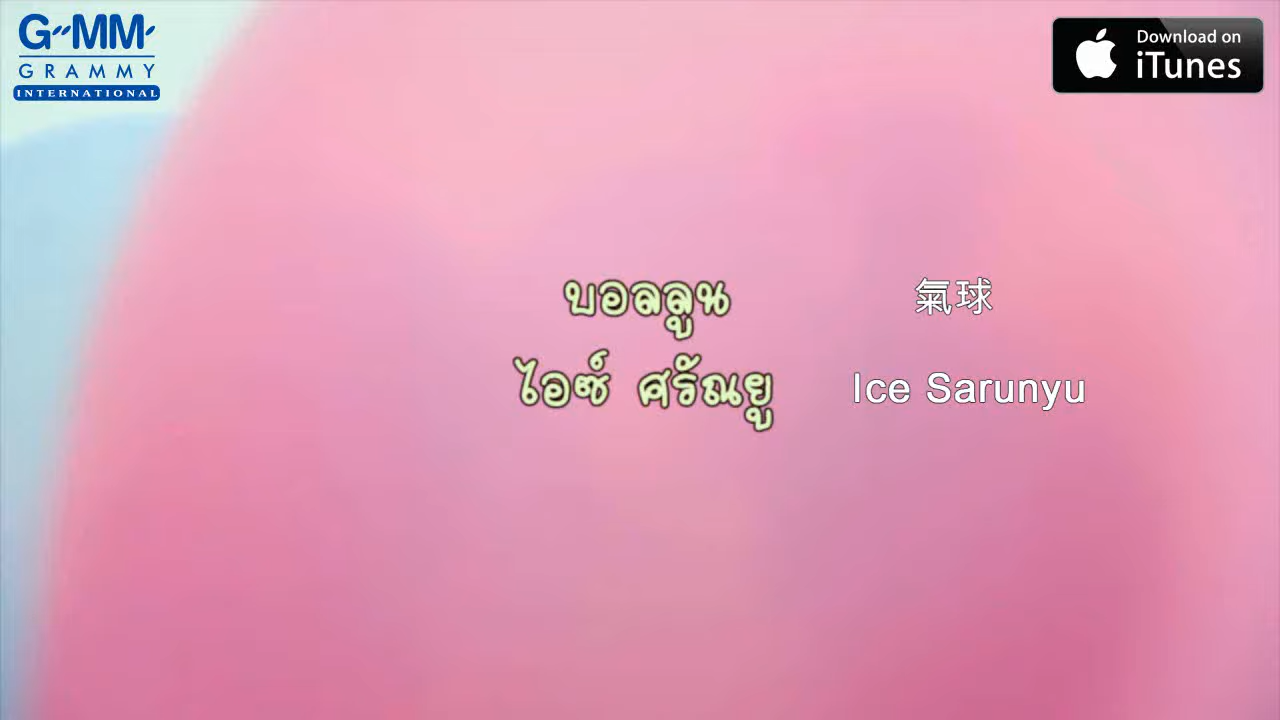 G-MM-
GRAMMY
INTERNATIONAL
Download on
iTunes
บอลลูน 氣球
ไอซ์ ศรัณยู Ice Sarunyu